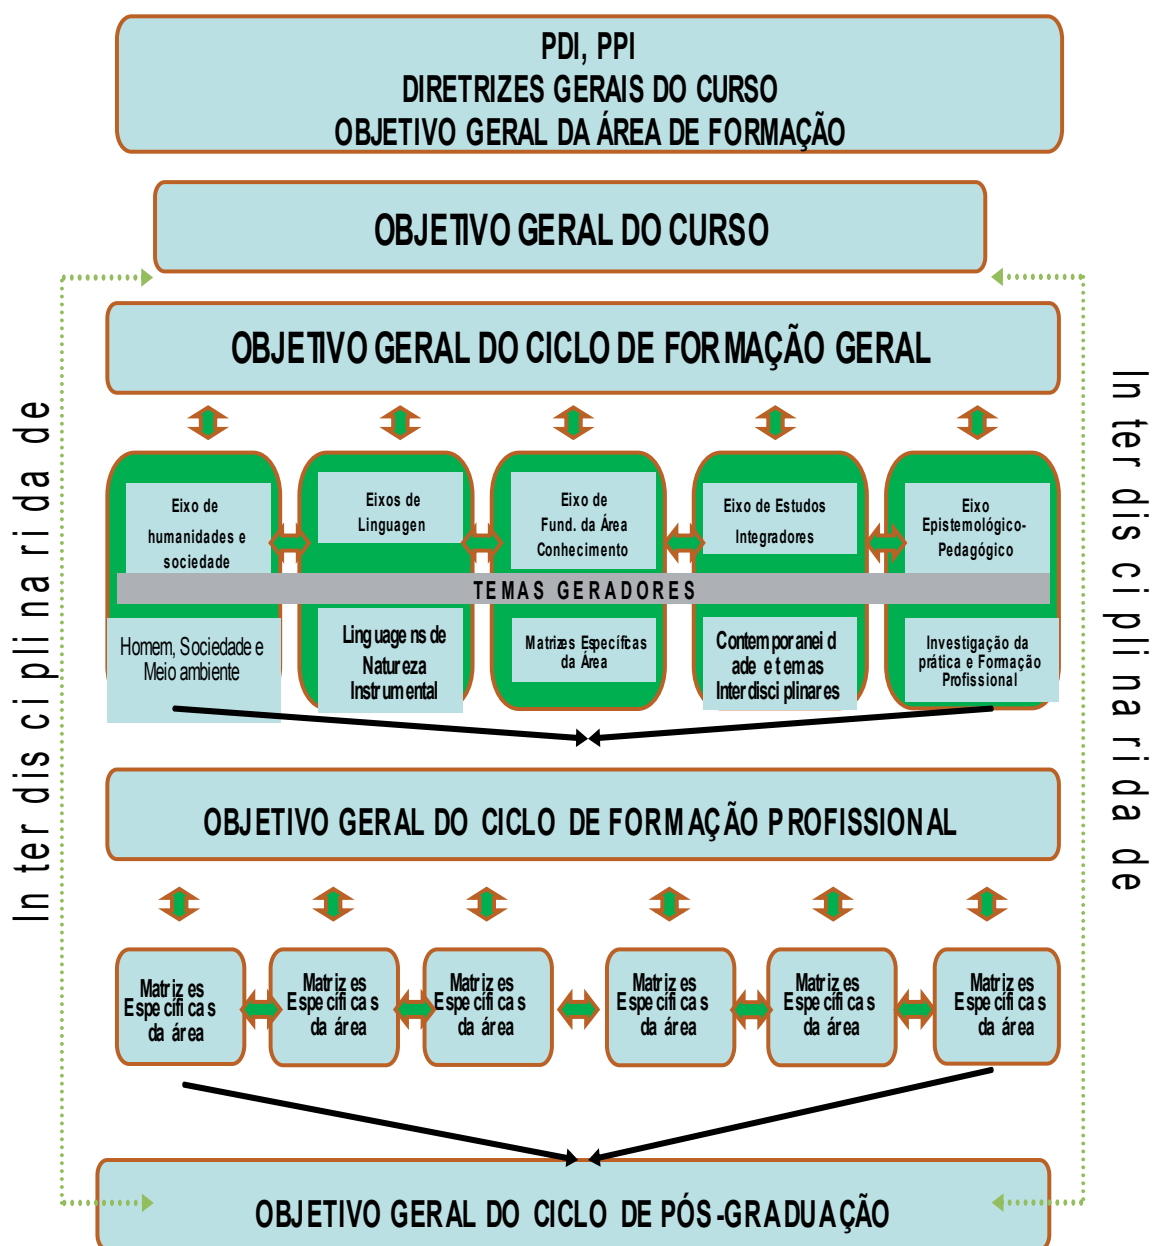 PDI, PPI
DIRETRIZES GERAIS DO CURSO
OBJETIVO GERAL DA ÁREA DE FORMAÇÃO
OBJETIVO GERAL DO CURSO
OBJETIVO GERAL DO CICLO DE FORMAÇÃO GERAL
Interdisciplinaridade
Interdisciplinaridade
Eixo de
humanidades e
sociedade
Eixos de
Linguagen
Eixo de
Fund. da Área
Conhecimento
Eixo de Estudos
Integradores
Eixo
Epistemológico-
Pedagógico
TEMAS GERADORES
Homem, Sociedade e
Meio ambiente
Linguagens de
Natureza
Instrumental
Matrizes Específicas
da Área
Contemporaneid
ade e temas
Interdisciplinares
Investigação da
prática e Formação
Profissional
OBJETIVO GERAL DO CICLO DE FORMAÇÃO PROFISSIONAL
Matrizes
Específicas
da área
Matrizes
Específicas
da área
Matrizes
Específicas
da área
Matrizes
Específicas
da área
Matrizes
Específicas
da área
Matrizes
Específicas
da área
OBJETIVO GERAL DO CICLO DE PÓS-GRADUAÇÃO